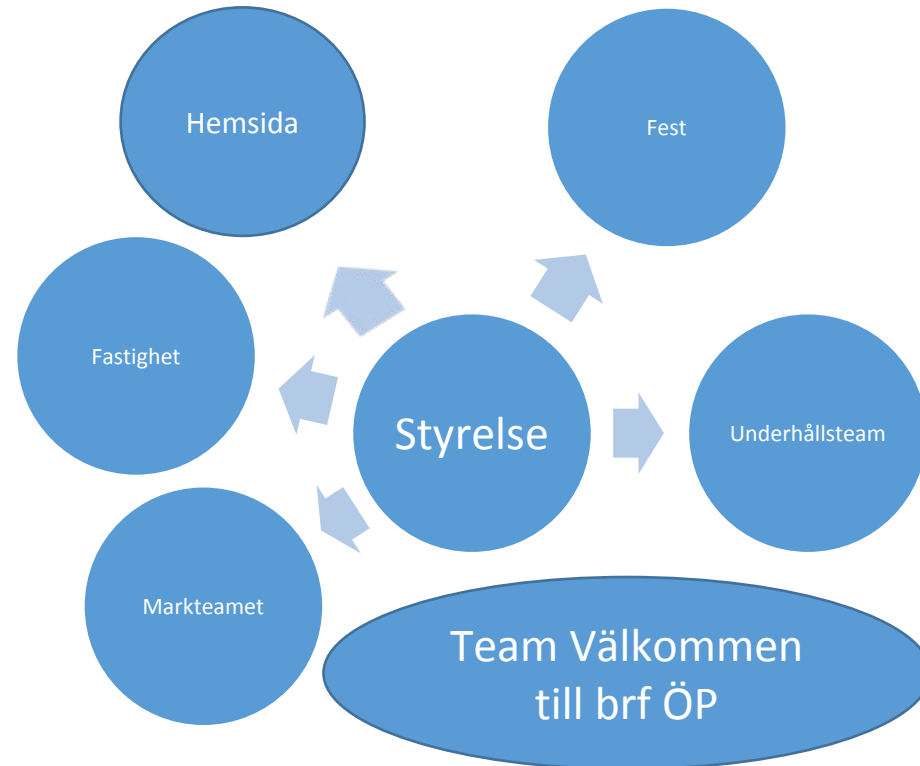 Hemsida
Fest
Fastighet
Styrelse
Underhållsteam
Markteamet
Team Välkommen
till brf ÖP